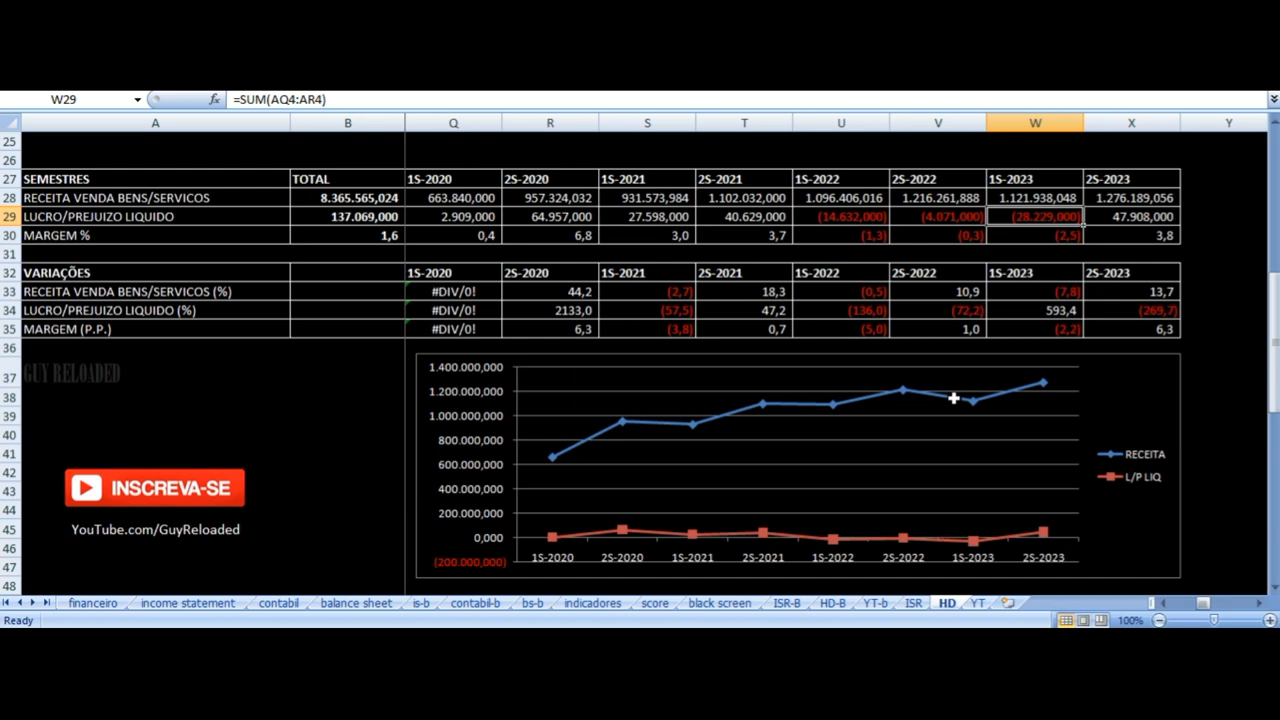 W29 fx =SUM(AQ4:AR4)
A B Q R S T U V W X Y
25
26
27 SEMESTRES TOTAL 1S-2020 2S-2020 1S-2021 2S-2021 1S-2022 2S-2022 1S-2023 2S-2023
28 RECEITA VENDA BENS/SERVICOS 8.365.565,024 663.840,000 957.324,032 931.573,984 1.102.032,000 1.096.406,016 1.216.261,888 1.121.938,048 1.276.189,056
29 LUCRO/PREJUIZO LIQUIDO 137.069,000 2.909,000 64.957,000 27.598,000 40.629,000 (14.632,000) (4.071,000) (28.229,000) 47.908,000
30 MARGEM % 1,6 0,4 6,8 3,0 3,7 (1,3) (0,3) (2,5) 3,8
31
32 VARIAÇÕES 1S-2020 2S-2020 1S-2021 2S-2021 1S-2022 2S-2022 1S-2023 2S-2023
33 RECEITA VENDA BENS/SERVICOS (%) #DIV/0! 44,2 (2,7) 18,3 (0,5) 10,9 (7,8) 13,7
34 LUCRO/PREJUIZO LIQUIDO (%) #DIV/0! 2133,0 (57,5) 47,2 (136,0) (72,2) 593,4 (269,7)
35 MARGEM (P.P.) #DIV/0! 6,3 (3,8) 0,7 (5,0) 1,0 (2,2) 6,3
36
37 GUY RELOADED 1.400.000,000
38 1.200.000,000
39 1.000.000,000
40 800.000,000
41 600.000,000 RECEITA
42 400.000,000 L/P LIQ
43 INSCREVA-SE
44 200.000,000
45 YouTube.com/GuyReloaded 0,000
46 1S-2020 2S-2020 1S-2021 2S-2021 1S-2022 2S-2022 1S-2023 2S-2023
47 (200.000,000)
48
financeiro income statement contabil balance sheet is-b contabil-b bs-b indicadores score black screen ISR-B HD-B YT-b ISR HD YT
Ready 100%